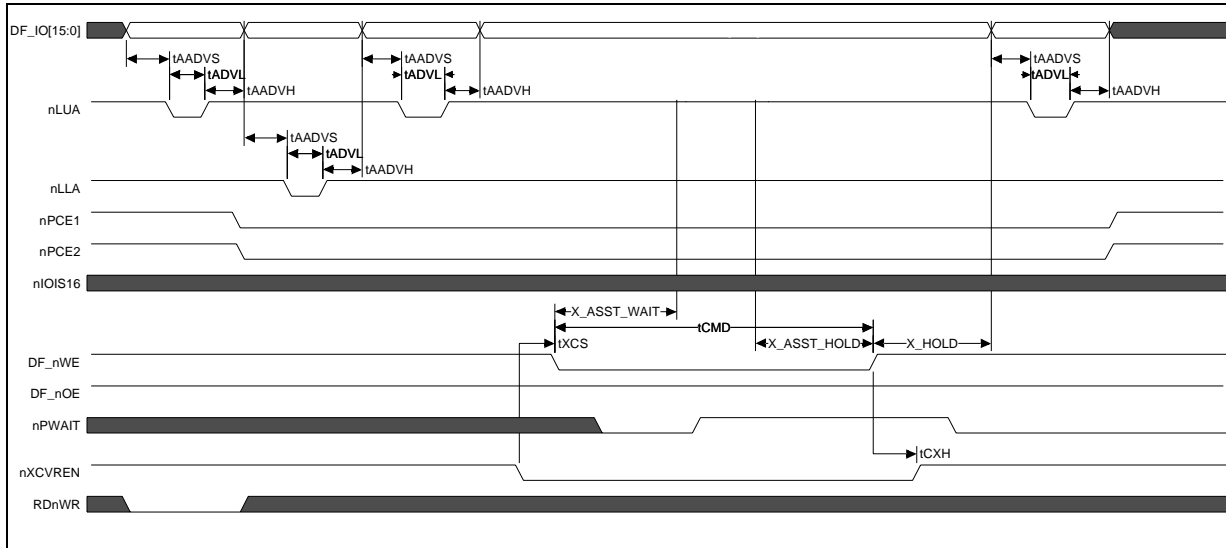 DF_IO[15:0]
tAADVS tAADVS tAADVS
tADVL tADVL tADVL
tAADVH tAADVH tAADVH
nLUA
tAADVS
tADVL
tAADVH
nLLA
nPCE1
nPCE2
nIOIS16
X_ASST_WAIT
tCMD
tXCS X_ASST_HOLD X_HOLD
DF_nWE
DF_nOE
nPWAIT
tCXH
nXCVREN
RDnWR